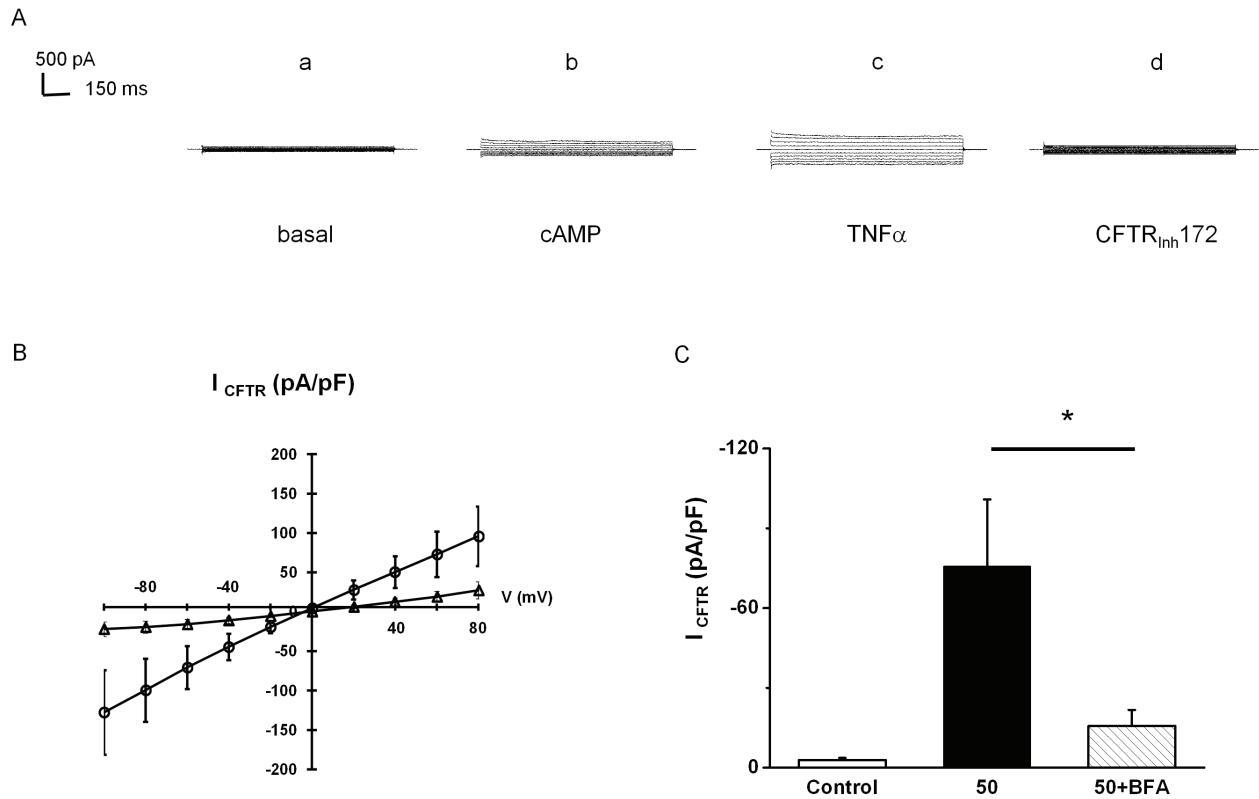 A
500 pA
150 ms
a
b
c
d
basal
cAMP
TNFα
CFTRInh172
B
I CFTR (pA/pF)
200
150
100
50
0
-50
-100
-150
-200
-80
-40
40
80
V (mV)
C
*
I CFTR (pA/pF)
-120
-60
0
Control
50
50+BFA